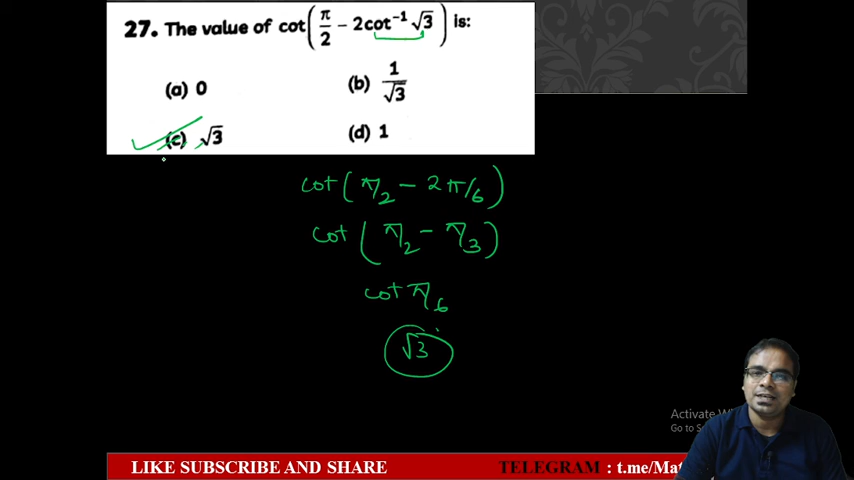 27. The value of cot(π/2 − 2cot⁻¹ √3) is:
(a) 0 (b) 1/√3
(c) √3 (d) 1
cot(π/2 − 2π/6)
cot(π/2 − π/3)
cot π/6
√3
Activate
Go to
LIKE SUBSCRIBE AND SHARE TELEGRAM : t.me/Mat